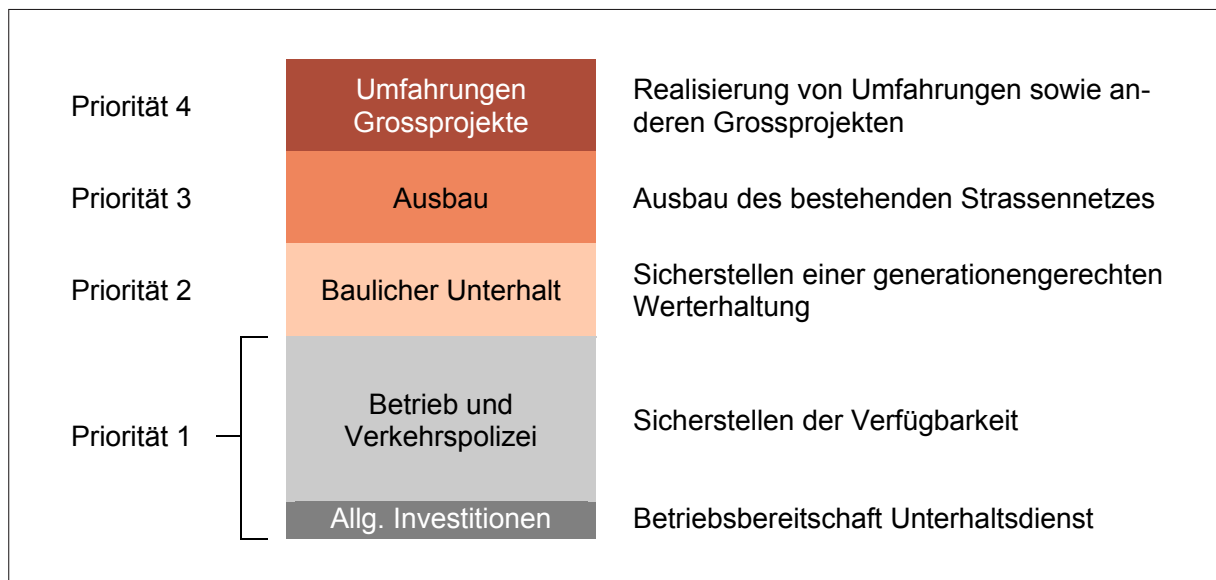 Priorität 4
Umfahrungen
Grossprojekte
Realisierung von Umfahrungen sowie an-
deren Grossprojekten
Priorität 3
Ausbau
Ausbau des bestehenden Strassennetzes
Priorität 2
Baulicher Unterhalt
Sicherstellen einer generationengerechten
Werterhaltung
Priorität 1
Betrieb und
Verkehrspolizei
Sicherstellen der Verfügbarkeit
Allg. Investitionen
Betriebsbereitschaft Unterhaltsdienst